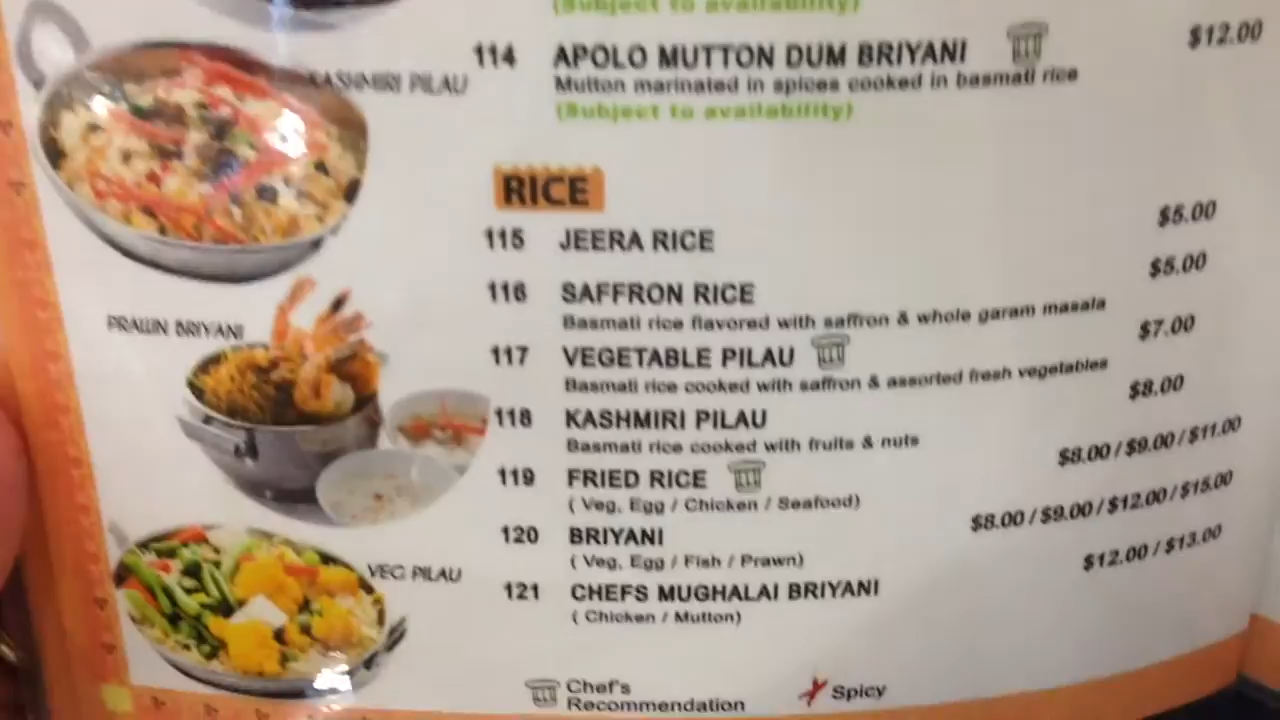 (Subject to availability)
114 APOLO MUTTON DUM BRIYANI $12.00
Mutton marinated in spices cooked in basmati rice
(Subject to availability)
KASHMIRI PILAU
RICE
115 JEERA RICE $5.00
116 SAFFRON RICE $5.00
Basmati rice flavored with saffron & whole garam masala
PRAWN BRIYANI
117 VEGETABLE PILAU $7.00
Basmati rice cooked with saffron & assorted fresh vegetables
118 KASHMIRI PILAU $8.00
Basmati rice cooked with fruits & nuts
119 FRIED RICE $8.00 / $9.00 / $11.00
( Veg, Egg / Chicken / Seafood)
120 BRIYANI $8.00 / $9.00 / $12.00 / $15.00
( Veg, Egg / Fish / Prawn)
VEG PILAU
121 CHEFS MUGHALAI BRIYANI $12.00 / $13.00
( Chicken / Mutton)
Chef's
Recommendation
Spicy